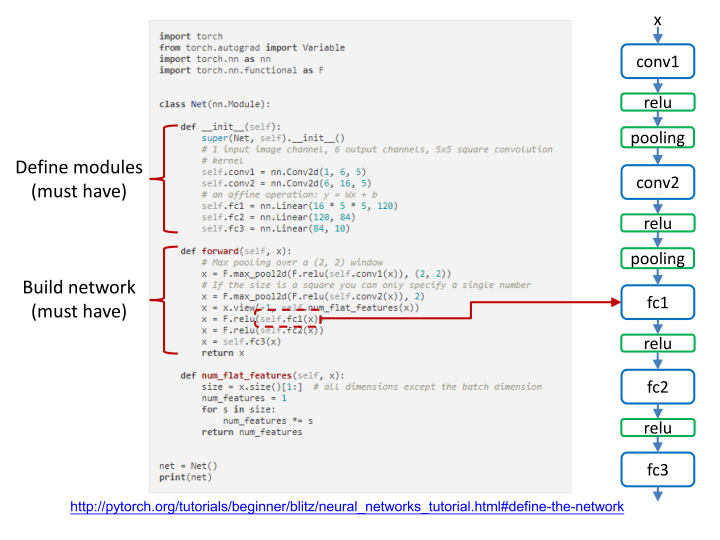 import torch
from torch.autograd import Variable
import torch.nn as nn
import torch.nn.functional as F
class Net(nn.Module):
def __init__(self):
super(Net, self).__init__()
# 1 input image channel, 6 output channels, 5x5 square convolution
# kernel
self.conv1 = nn.Conv2d(1, 6, 5)
self.conv2 = nn.Conv2d(6, 16, 5)
# an affine operation: y = Wx + b
self.fc1 = nn.Linear(16 * 5 * 5, 120)
self.fc2 = nn.Linear(120, 84)
self.fc3 = nn.Linear(84, 10)
def forward(self, x):
# Max pooling over a (2, 2) window
x = F.max_pool2d(F.relu(self.conv1(x)), (2, 2))
# If the size is a square you can only specify a single number
x = F.max_pool2d(F.relu(self.conv2(x)), 2)
x = x.view(-1, self.num_flat_features(x))
x = F.relu(self.fc1(x))
x = F.relu(self.fc2(x))
x = self.fc3(x)
return x
def num_flat_features(self, x):
size = x.size()[1:]  # all dimensions except the batch dimension
num_features = 1
for s in size:
num_features *= s
return num_features
net = Net()
print(net)
Define modules
(must have)
Build network
(must have)
x
conv1
relu
pooling
conv2
relu
pooling
fc1
relu
fc2
relu
fc3
http://pytorch.org/tutorials/beginner/blitz/neural_networks_tutorial.html#define-the-network